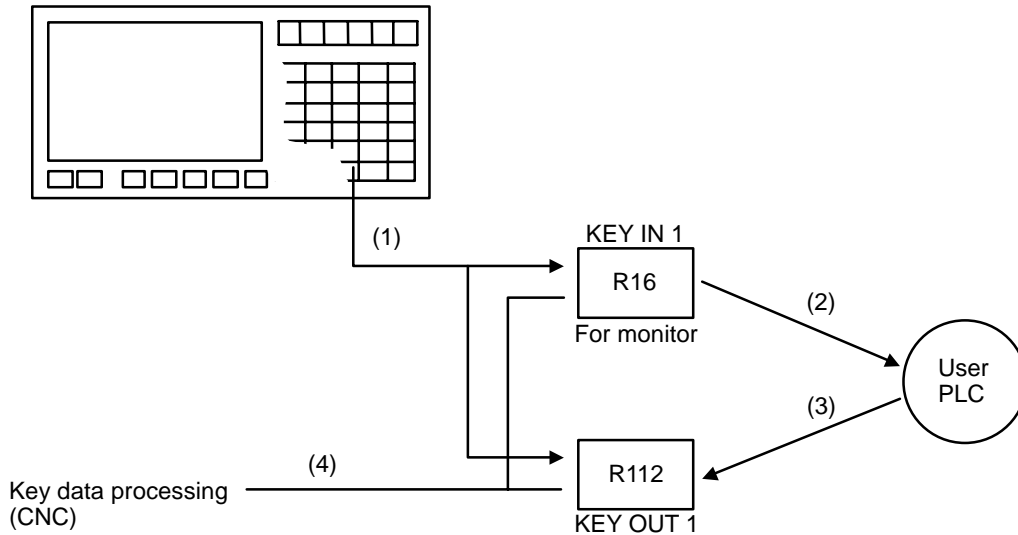 (1)
KEY IN 1
R16
For monitor
(2)
User
PLC
(3)
(4)
R112
KEY OUT 1
Key data processing
(CNC)